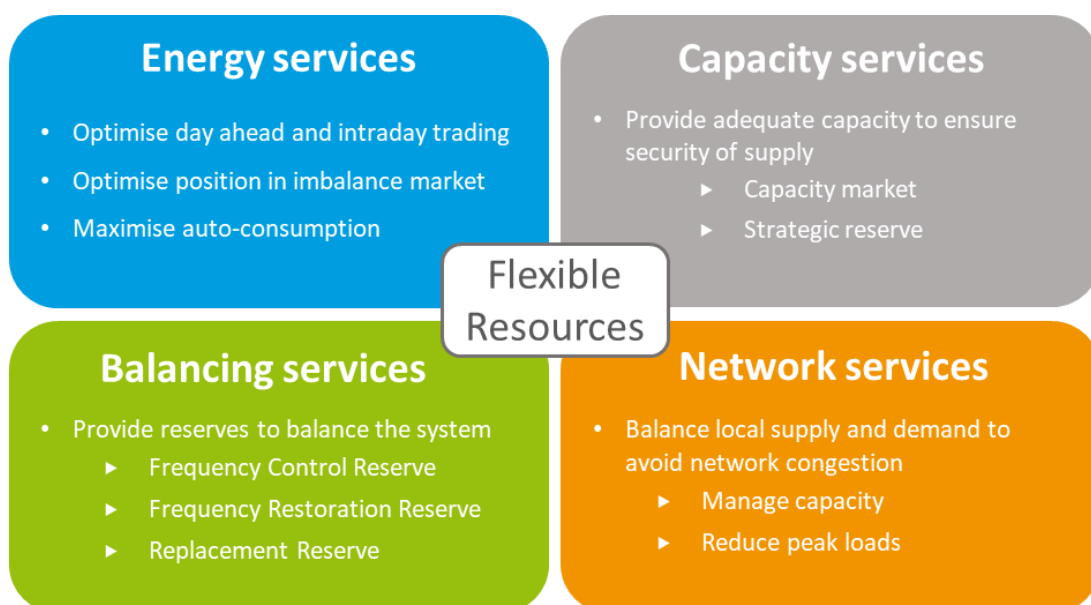 Energy services
• Optimise day ahead and intraday trading
• Optimise position in imbalance market
• Maximise auto-consumption
Capacity services
• Provide adequate capacity to ensure
security of supply
▶ Capacity market
▶ Strategic reserve
Flexible
Resources
Balancing services
• Provide reserves to balance the system
▶ Frequency Control Reserve
▶ Frequency Restoration Reserve
▶ Replacement Reserve
Network services
• Balance local supply and demand to
avoid network congestion
▶ Manage capacity
▶ Reduce peak loads